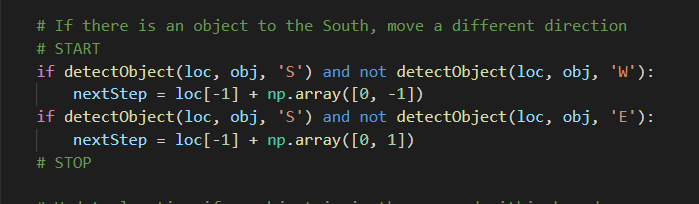 # If there is an object to the South, move a different direction
# START
if detectObject(loc, obj, 'S') and not detectObject(loc, obj, 'W'):
    nextStep = loc[-1] + np.array([0, -1])
if detectObject(loc, obj, 'S') and not detectObject(loc, obj, 'E'):
    nextStep = loc[-1] + np.array([0, 1])
# STOP